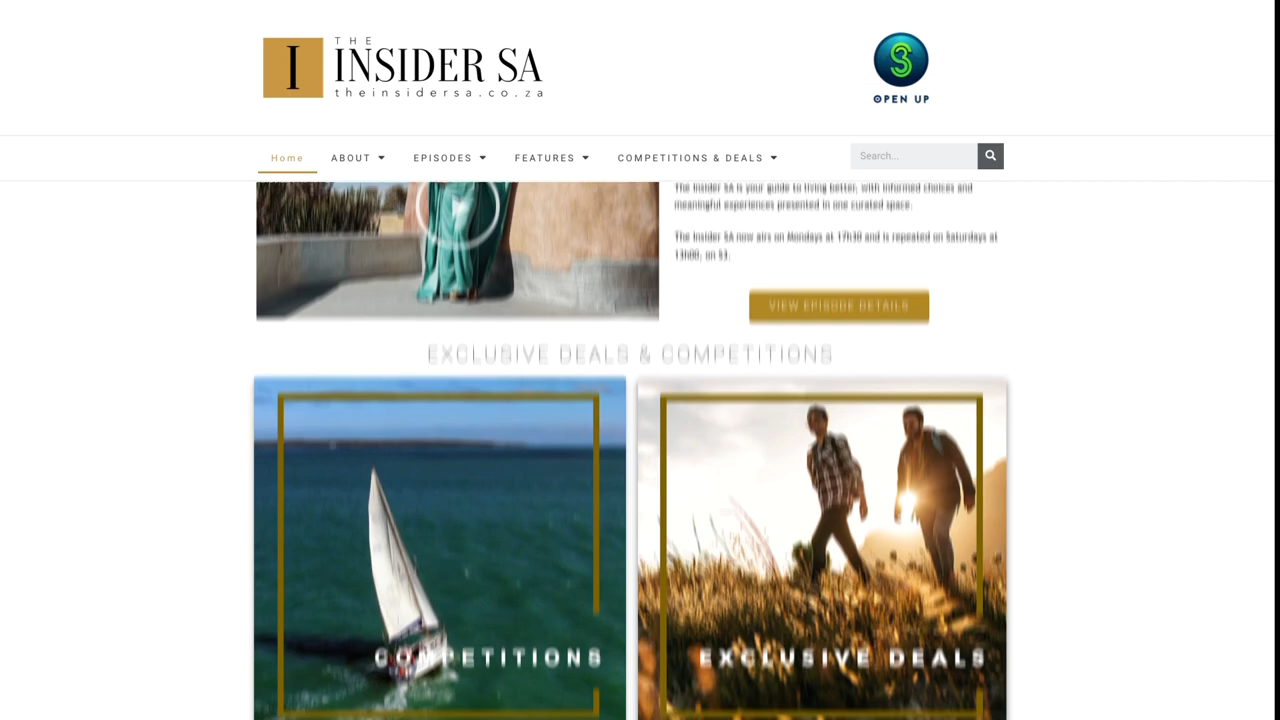 THE
I INSIDER SA
theinsidersa.co.za
S3
OPEN UP
Home ABOUT EPISODES FEATURES COMPETITIONS & DEALS Search...
The Insider SA is your guide to living better, with informed choices and
meaningful experiences presented in one curated space.
The Insider SA now airs on Mondays at 17h30 and is repeated on Saturdays at
13h00, on S3.
VIEW EPISODE DETAILS
EXCLUSIVE DEALS & COMPETITIONS
COMPETITIONS
EXCLUSIVE DEALS